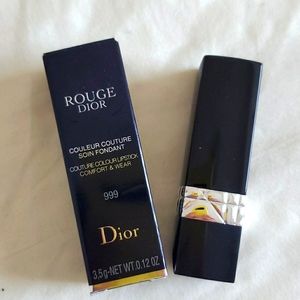 ROUGE
DIOR
COULEUR COUTURE
SOIN FONDANT
COUTURE COLOUR LIPSTICK
COMFORT & WEAR
999
Dior
3,5g-NET WT.0.12 OZ